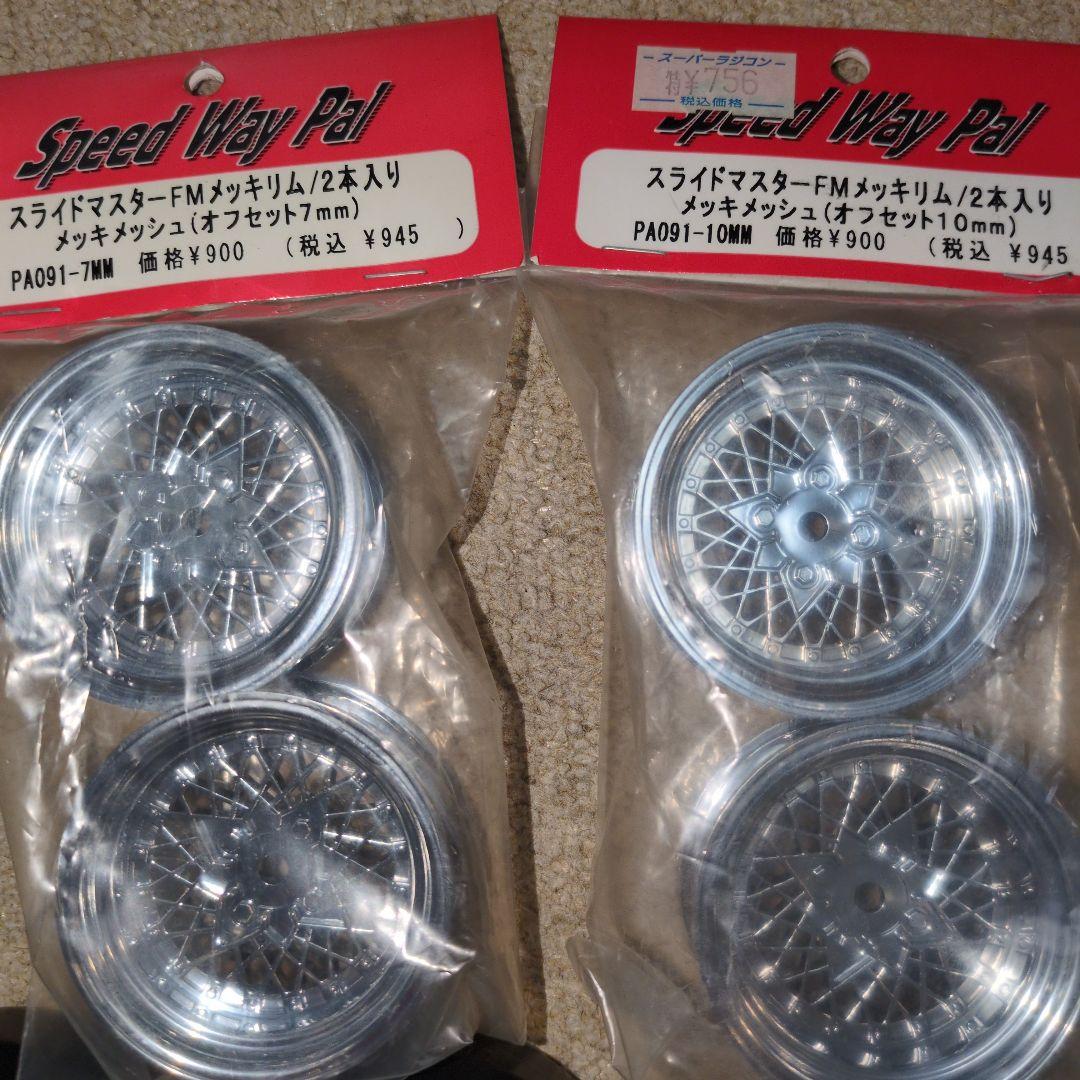 Speed Way Pal
スライドマスターFMメッキリム/2本入り
メッキメッシュ(オフセット7mm)
PA091-7MM 価格¥900 (税込 ¥945 )
スーパーラジコン
特¥756
税込価格
Speed Way Pal
スライドマスターFMメッキリム/2本入り
メッキメッシュ(オフセット10mm)
PA091-10MM 価格¥900 (税込 ¥945